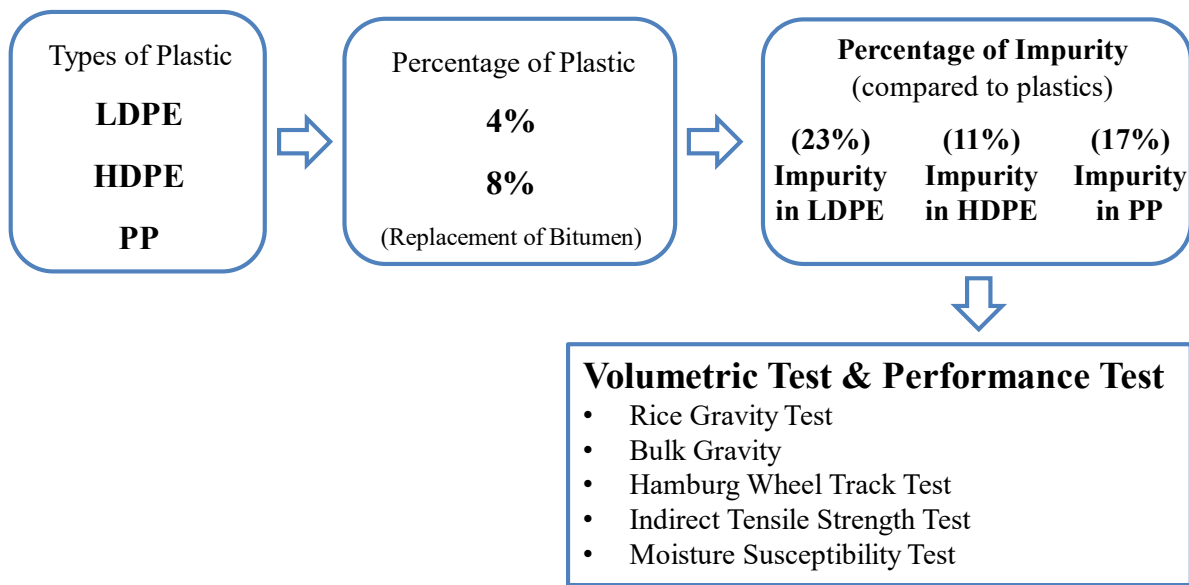 Types of Plastic
LDPE
HDPE
PP
Percentage of Plastic
4%
8%
(Replacement of Bitumen)
Percentage of Impurity
(compared to plastics)
(23%)
Impurity
in LDPE
(11%)
Impurity
in HDPE
(17%)
Impurity
in PP
Volumetric Test & Performance Test
• Rice Gravity Test
• Bulk Gravity
• Hamburg Wheel Track Test
• Indirect Tensile Strength Test
• Moisture Susceptibility Test